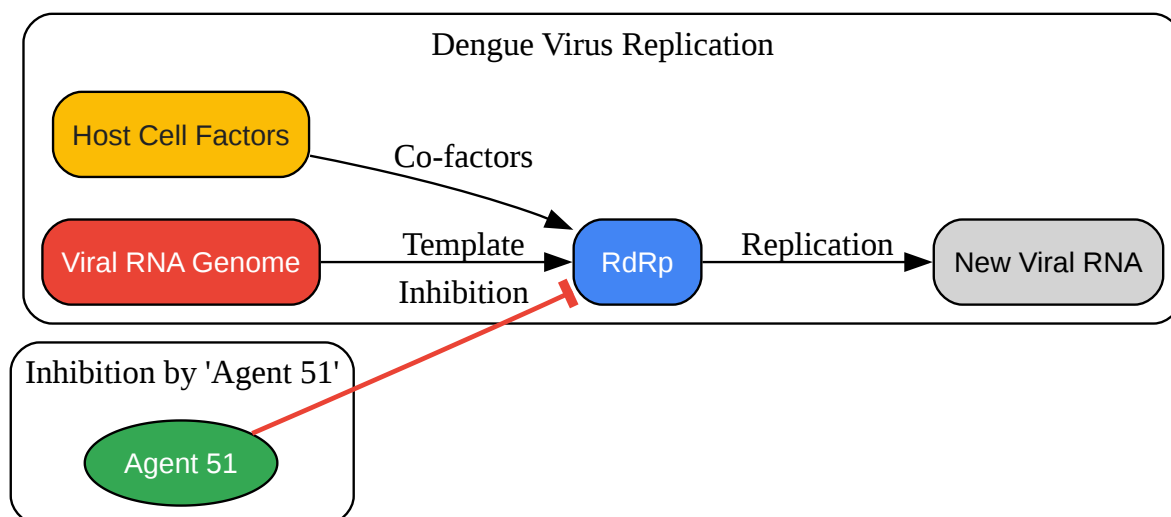 Dengue Virus Replication
Host Cell Factors
Co-factors
Viral RNA Genome
Template
RdRp
Replication
New Viral RNA
Inhibition
Inhibition by 'Agent 51'
Agent 51